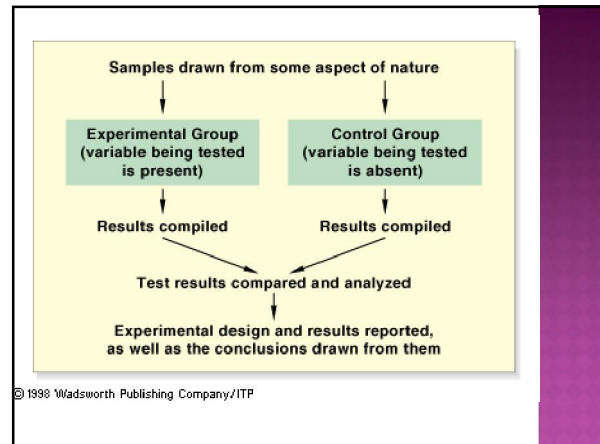 Samples drawn from some aspect of nature
Experimental Group
(variable being tested
is present)
Control Group
(variable being tested
is absent)
Results compiled
Results compiled
Test results compared and analyzed
Experimental design and results reported,
as well as the conclusions drawn from them
© 1998 Wadsworth Publishing Company/ITP